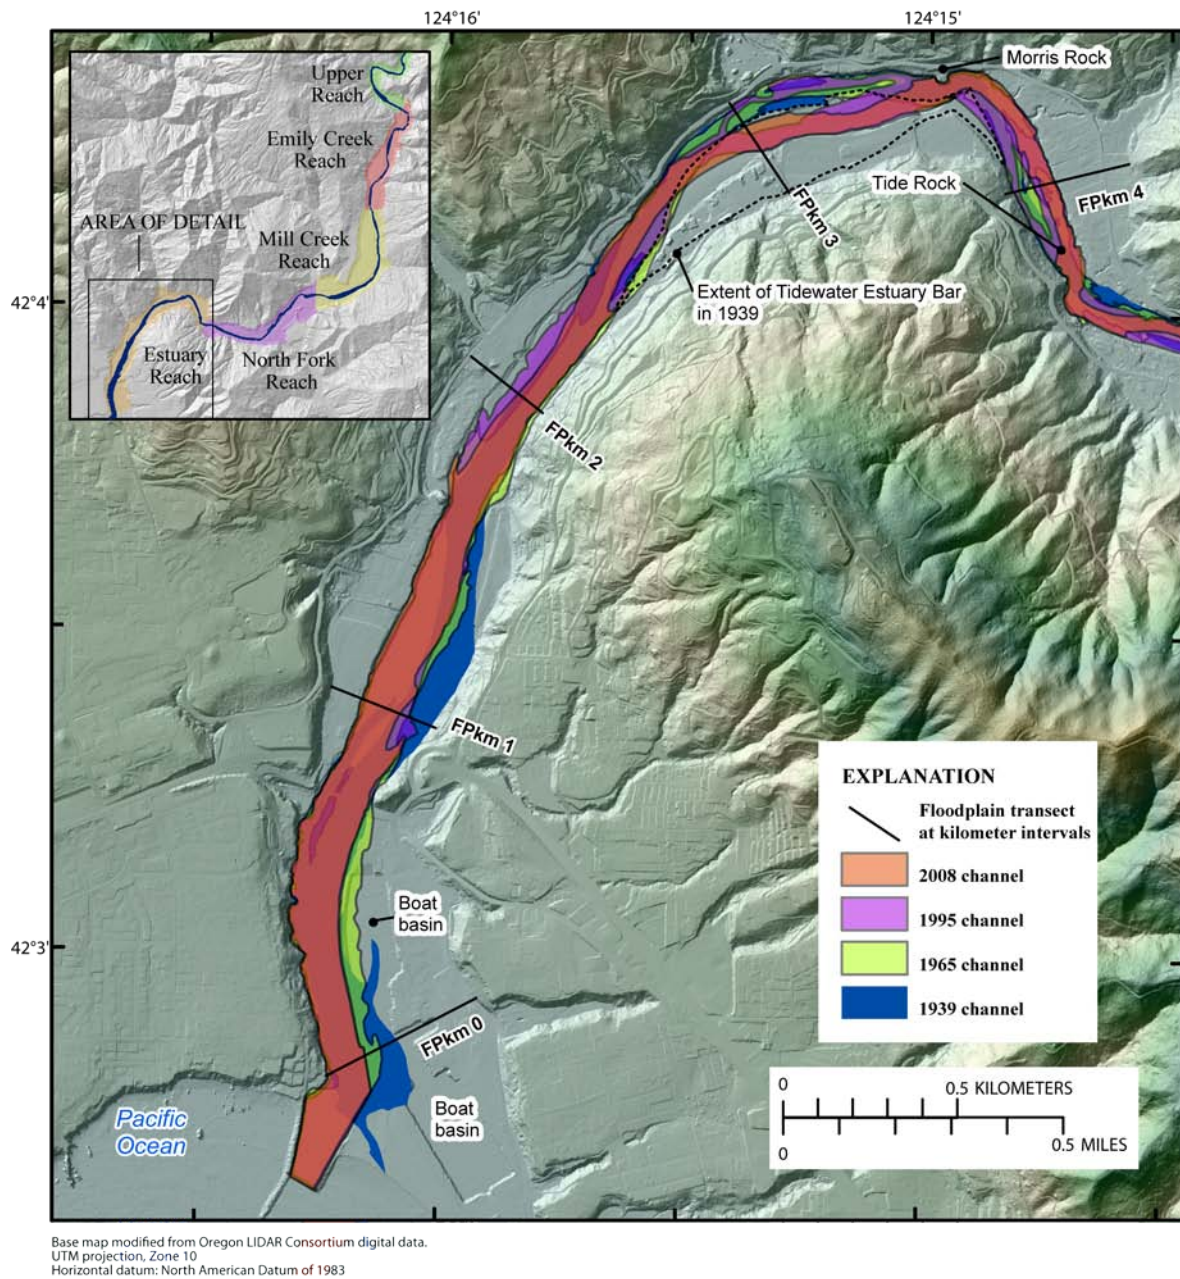 124°16'
124°15'
Morris Rock
Upper
Reach
Emily Creek
Reach
AREA OF DETAIL
Mill Creek
Reach
Estuary
Reach
North Fork
Reach
Tide Rock
FPkm 4
FPkm 3
42°4'
Extent of Tidewater Estuary Bar
in 1939
FPkm 2
FPkm 1
EXPLANATION
Floodplain transect
at kilometer intervals
2008 channel
1995 channel
1965 channel
1939 channel
Boat
basin
42°3'
FPkm 0
0
0.5 KILOMETERS
0
0.5 MILES
Boat
basin
Pacific
Ocean
Base map modified from Oregon LIDAR Consortium digital data.
UTM projection, Zone 10
Horizontal datum: North American Datum of 1983